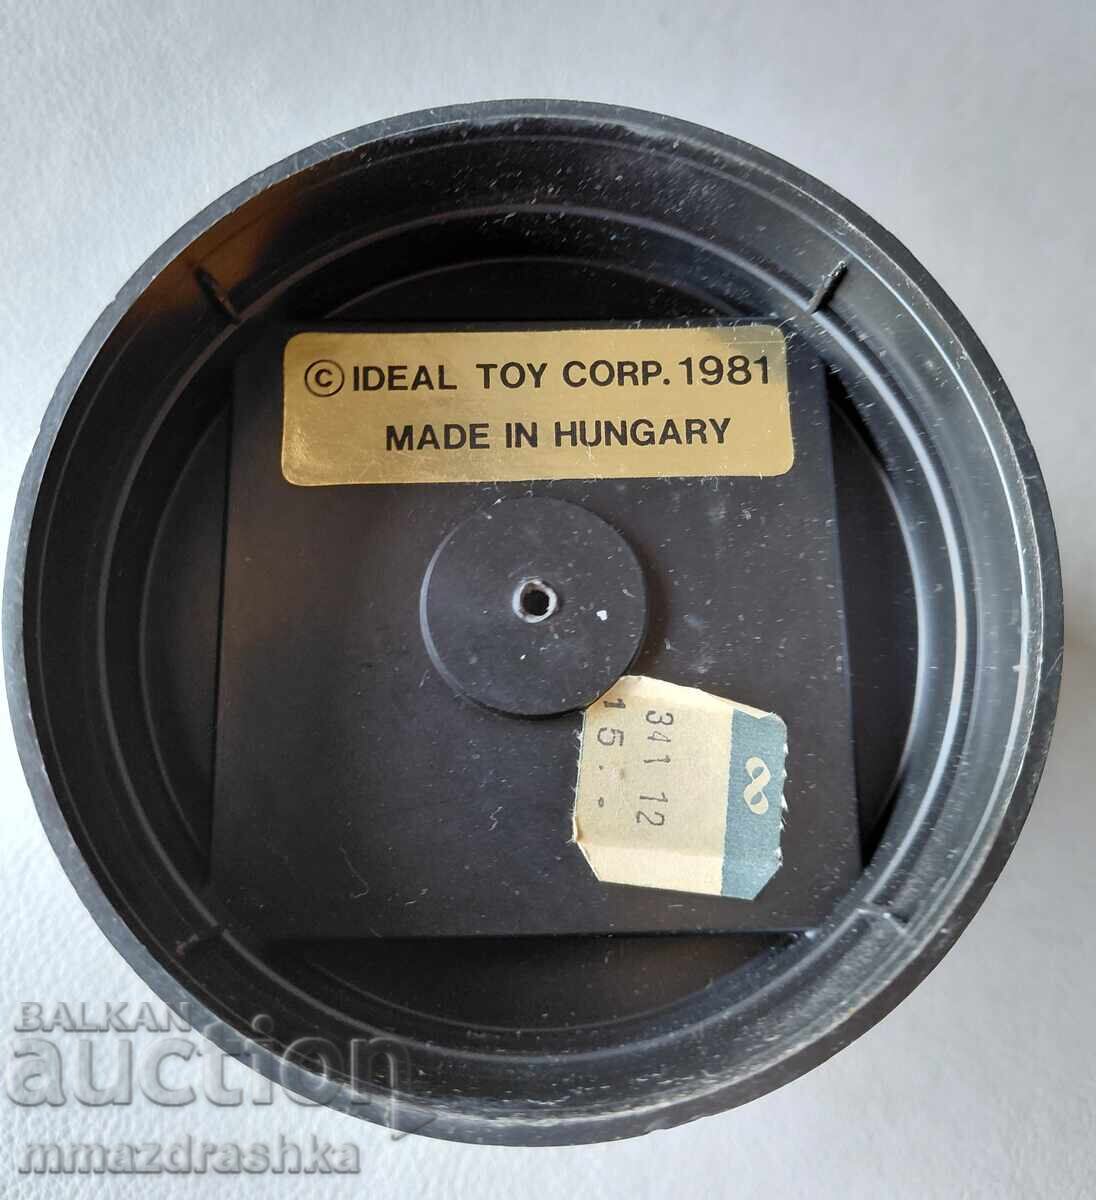 © IDEAL TOY CORP. 1981
MADE IN HUNGARY
341 12
15.-
BALKAN
auction
mmazdrashka